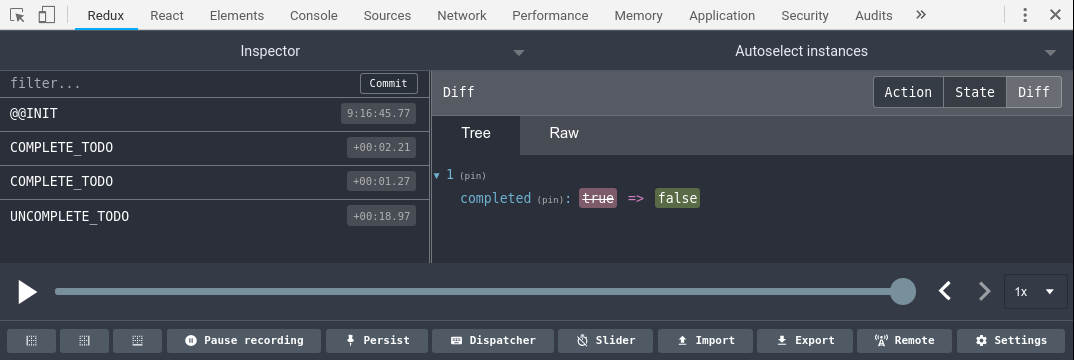 Redux React Elements Console Sources Network Performance Memory Application Security Audits »
Inspector Autoselect instances
filter... Commit
Diff Action State Diff
@@INIT 9:16:45.77
Tree Raw
COMPLETE_TODO +00:02.21
1 (pin)
COMPLETE_TODO +00:01.27
completed (pin): true => false
UNCOMPLETE_TODO +00:18.97
1x
Pause recording Persist Dispatcher Slider Import Export Remote Settings